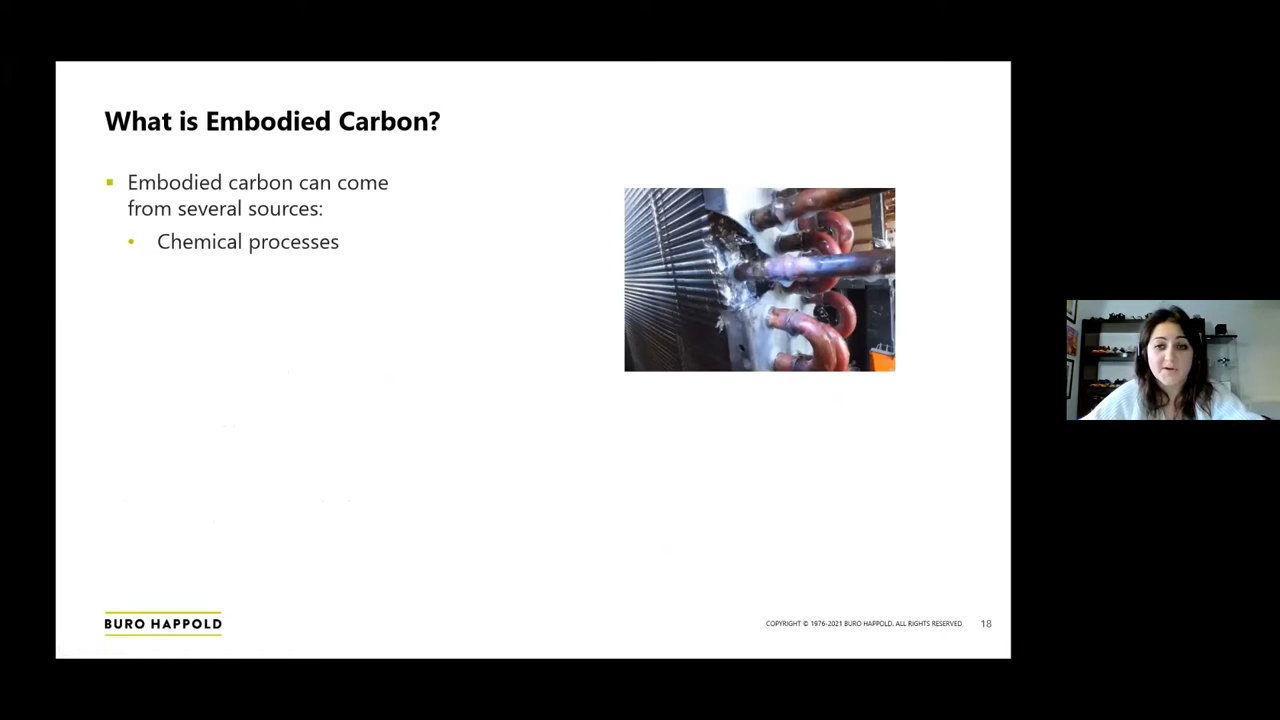 What is Embodied Carbon?
Embodied carbon can come
from several sources:
Chemical processes
BURO HAPPOLD
COPYRIGHT © 1976-2021 BURO HAPPOLD. ALL RIGHTS RESERVED
18